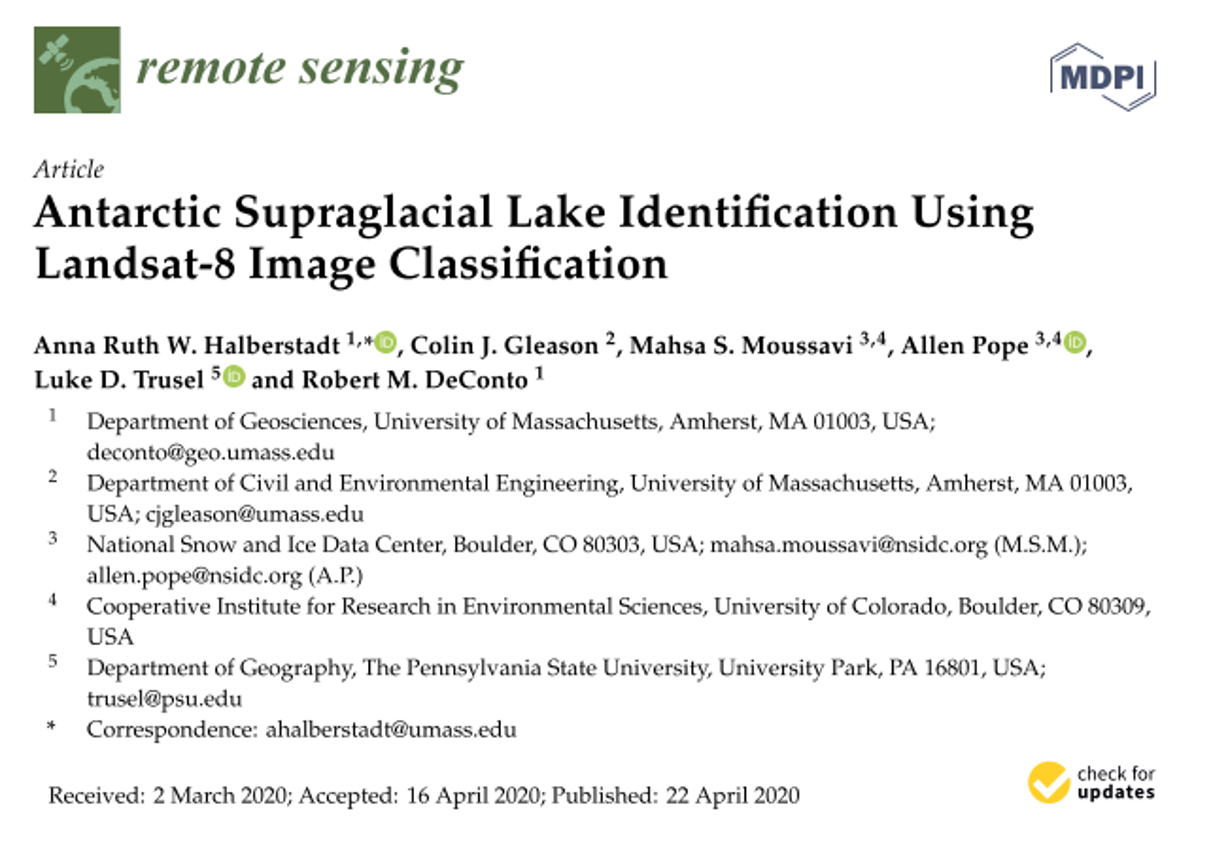 remote sensing
MDPI
Article
Antarctic Supraglacial Lake Identification Using
Landsat-8 Image Classification
Anna Ruth W. Halberstadt 1,* iD, Colin J. Gleason 2, Mahsa S. Moussavi 3,4, Allen Pope 3,4 iD,
Luke D. Trusel 5 iD and Robert M. DeConto 1
1 Department of Geosciences, University of Massachusetts, Amherst, MA 01003, USA;
deconto@geo.umass.edu
2 Department of Civil and Environmental Engineering, University of Massachusetts, Amherst, MA 01003,
USA; cjgleason@umass.edu
3 National Snow and Ice Data Center, Boulder, CO 80303, USA; mahsa.moussavi@nsidc.org (M.S.M.);
allen.pope@nsidc.org (A.P.)
4 Cooperative Institute for Research in Environmental Sciences, University of Colorado, Boulder, CO 80309,
USA
5 Department of Geography, The Pennsylvania State University, University Park, PA 16801, USA;
trusel@psu.edu
* Correspondence: ahalberstadt@umass.edu
Received: 2 March 2020; Accepted: 16 April 2020; Published: 22 April 2020
check for
updates